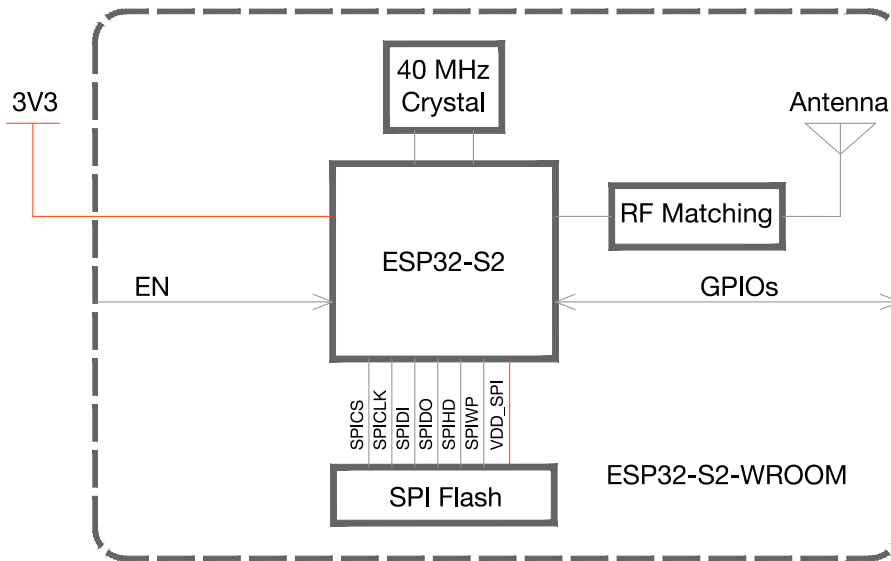 40 MHz
Crystal
3V3
Antenna
RF Matching
ESP32-S2
EN
GPIOs
SPICS
SPICLK
SPIDI
SPIDO
SPIHD
SPIWP
VDD_SPI
ESP32-S2-WROOM
SPI Flash